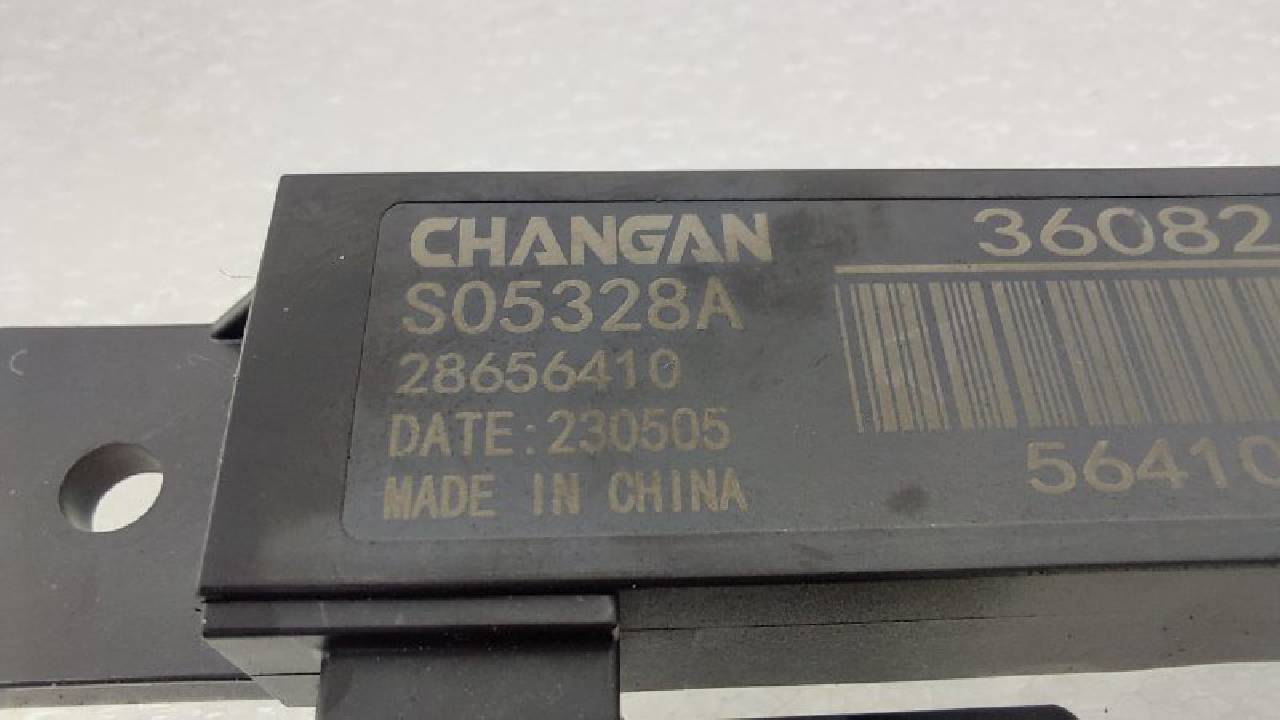 CHANGAN
S05328A
28656410
DATE:230505
MADE IN CHINA
36082
56410